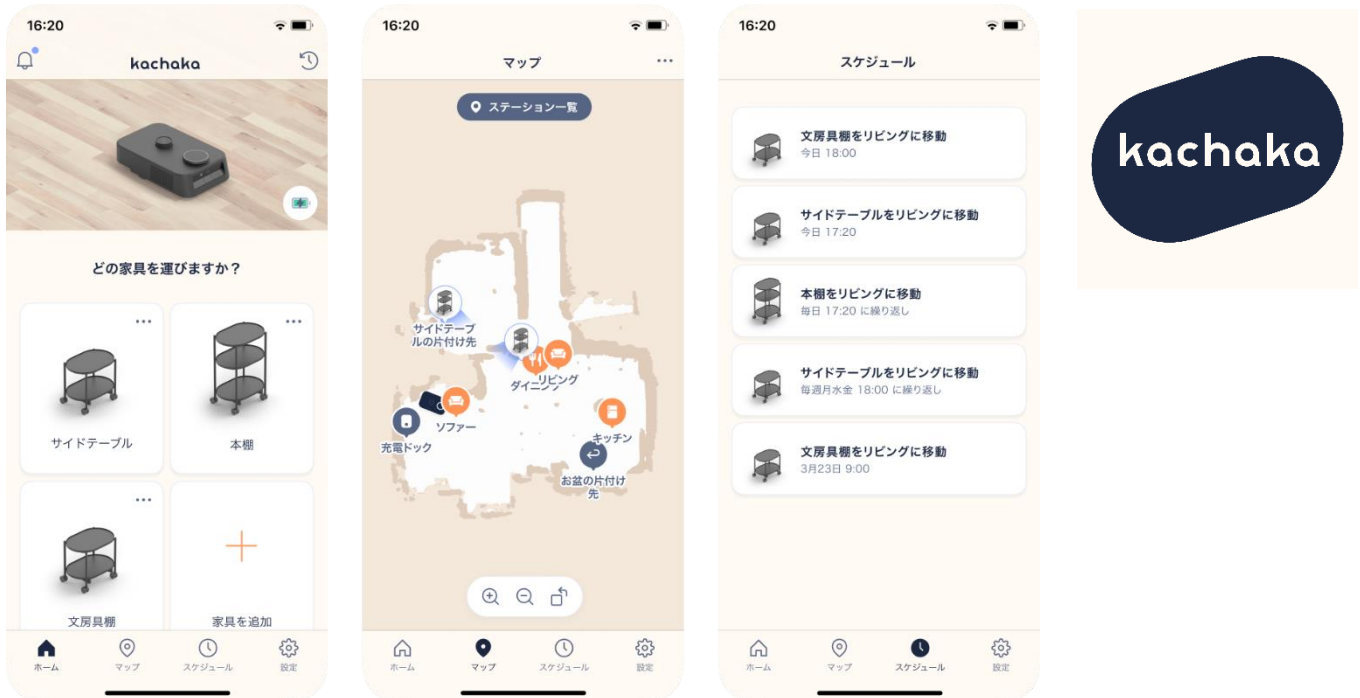 16:20
kachaka
どの家具を運びますか？
サイドテーブル
本棚
文房具棚
家具を追加
ホーム
マップ
スケジュール
設定
16:20
マップ
ステーション一覧
サイドテーブ
ルの片付け先
リビング
ダイニング
ソファー
充電ドック
キッチン
お盆の片付け
先
ホーム
マップ
スケジュール
設定
16:20
スケジュール
文房具棚をリビングに移動
今日 18:00
サイドテーブルをリビングに移動
今日 17:20
本棚をリビングに移動
毎日 17:20 に繰り返し
サイドテーブルをリビングに移動
毎週月水金 18:00 に繰り返し
文房具棚をリビングに移動
3月23日 9:00
ホーム
マップ
スケジュール
設定
kachaka